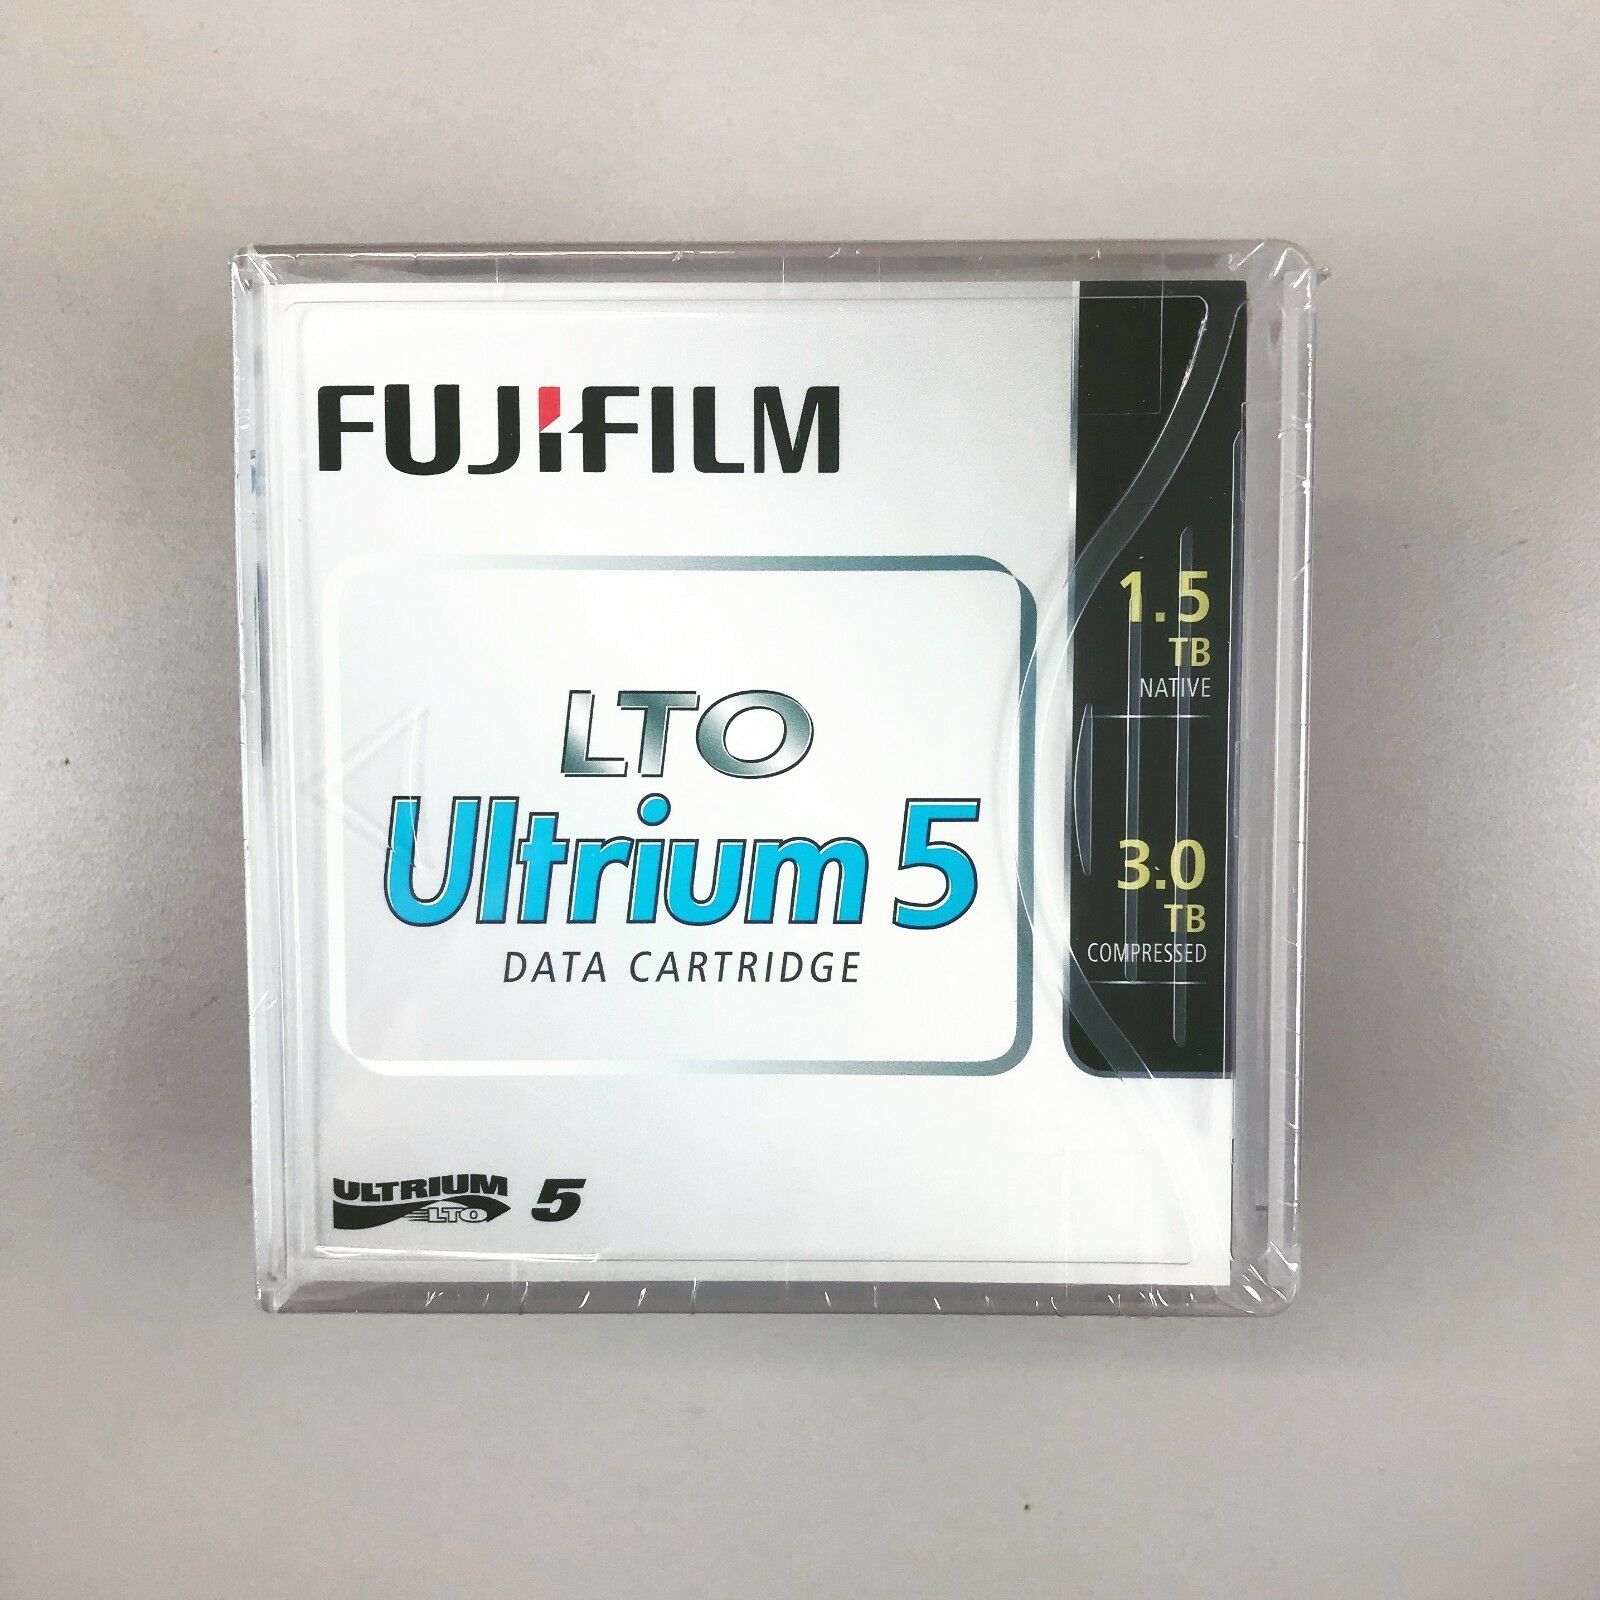 FUJIFILM
LTO
Ultrium 5
DATA CARTRIDGE
1.5
TB
NATIVE
3.0
TB
COMPRESSED
ULTRIUM
LTO
5